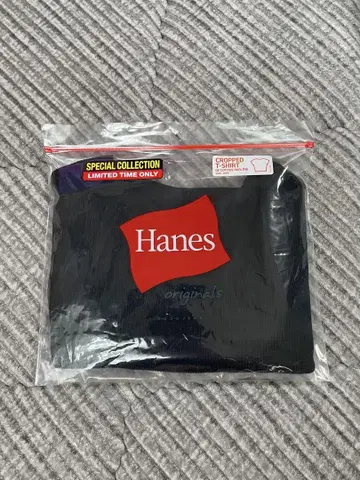 SPECIAL COLLECTION
LIMITED TIME ONLY
CROPPED
T-SHIRT
Hanes
originals